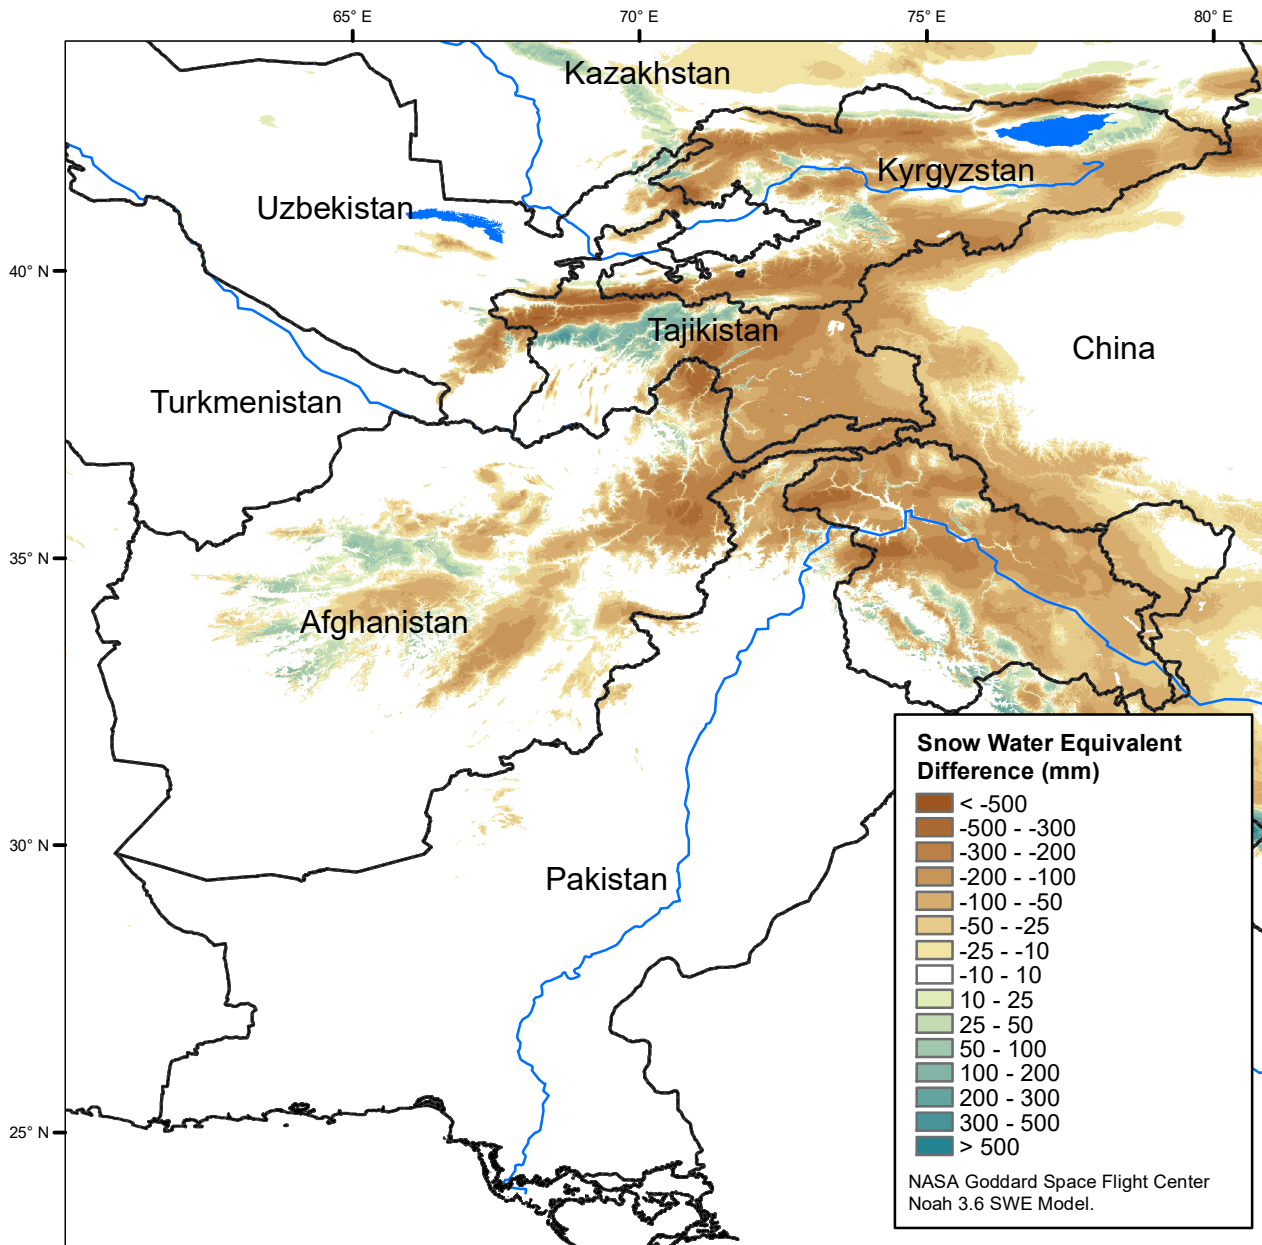 65° E
70° E
75° E
80° E
Kazakhstan
Kyrgyzstan
Uzbekistan
40° N
Tajikistan
China
Turkmenistan
35° N
Afghanistan
Snow Water Equivalent
Difference (mm)
< -500
-500 - -300
-300 - -200
-200 - -100
-100 - -50
-50 - -25
-25 - -10
-10 - 10
10 - 25
25 - 50
50 - 100
100 - 200
200 - 300
300 - 500
> 500
30° N
Pakistan
25° N
NASA Goddard Space Flight Center
Noah 3.6 SWE Model.